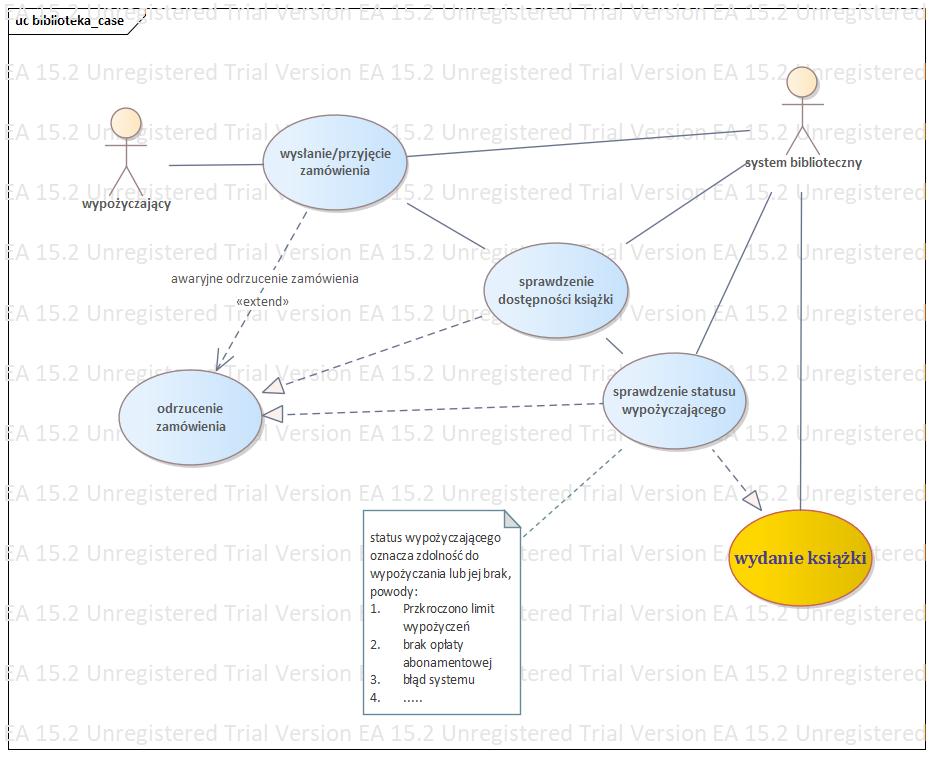 uc biblioteka_case
EA 15.2 Unregistered Trial Version EA 15.2 Unregistered Trial Version EA 15.2 Unregistered
wypożyczający
wysłanie/przyjęcie
zamówienia
system biblioteczny
awaryjne odrzucenie zamówienia
«extend»
sprawdzenie
dostępności książki
odrzucenie
zamówienia
sprawdzenie statusu
wypożyczającego
status wypożyczającego
oznacza zdolność do
wypożyczania lub jej brak,
powody:
1. Przkroczono limit
wypożyczeń
2. brak opłaty
abonamentowej
3. błąd systemu
4. .....
wydanie książki